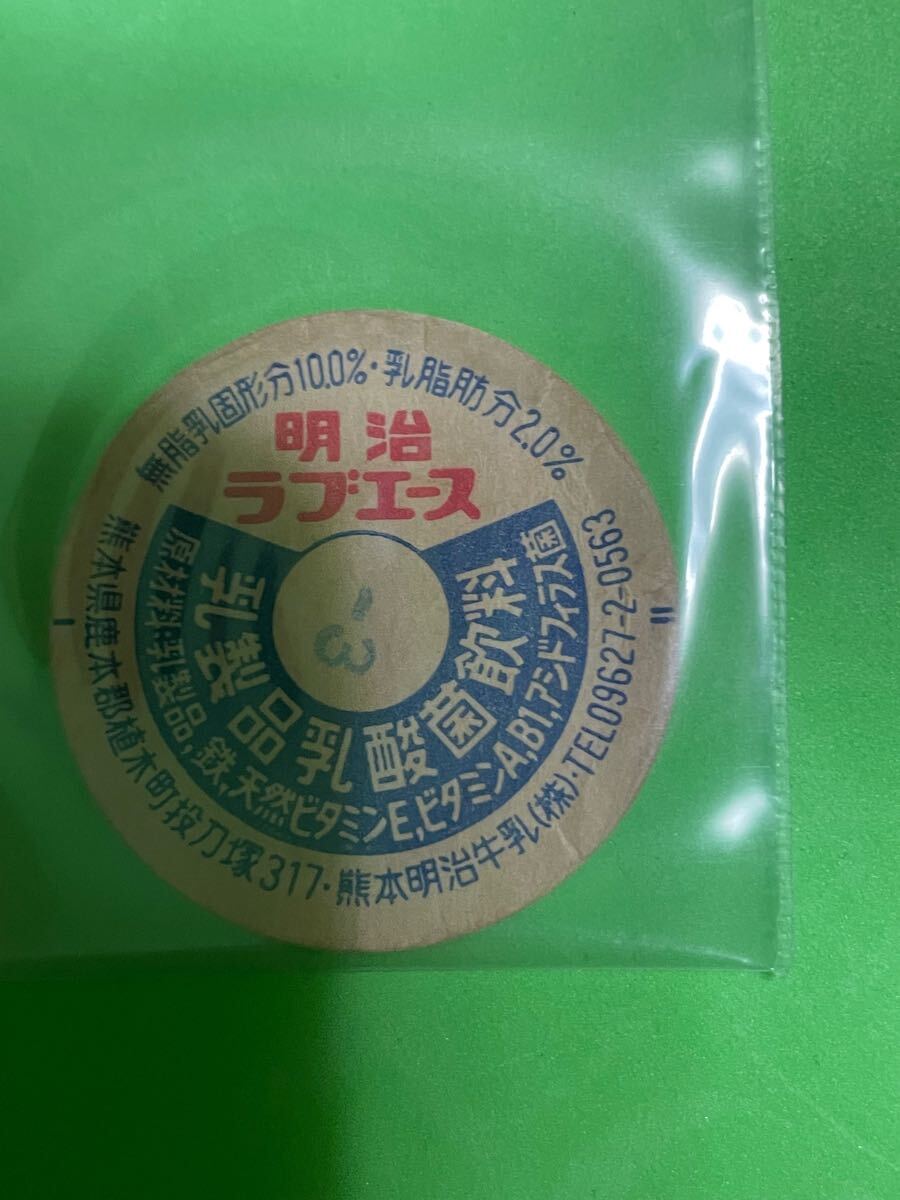 無脂乳固形分10.0%・乳脂肪分2.0%
明治
ラブエース
乳製品乳酸菌飲料
原材料牛乳,乳製品,鉄,天然ビタミンE,ビタミンA,B1,アシドフィラス菌
-3
熊本県鹿本郡植木町投刀塚317・熊本明治牛乳(株)・TEL09627-2-0563